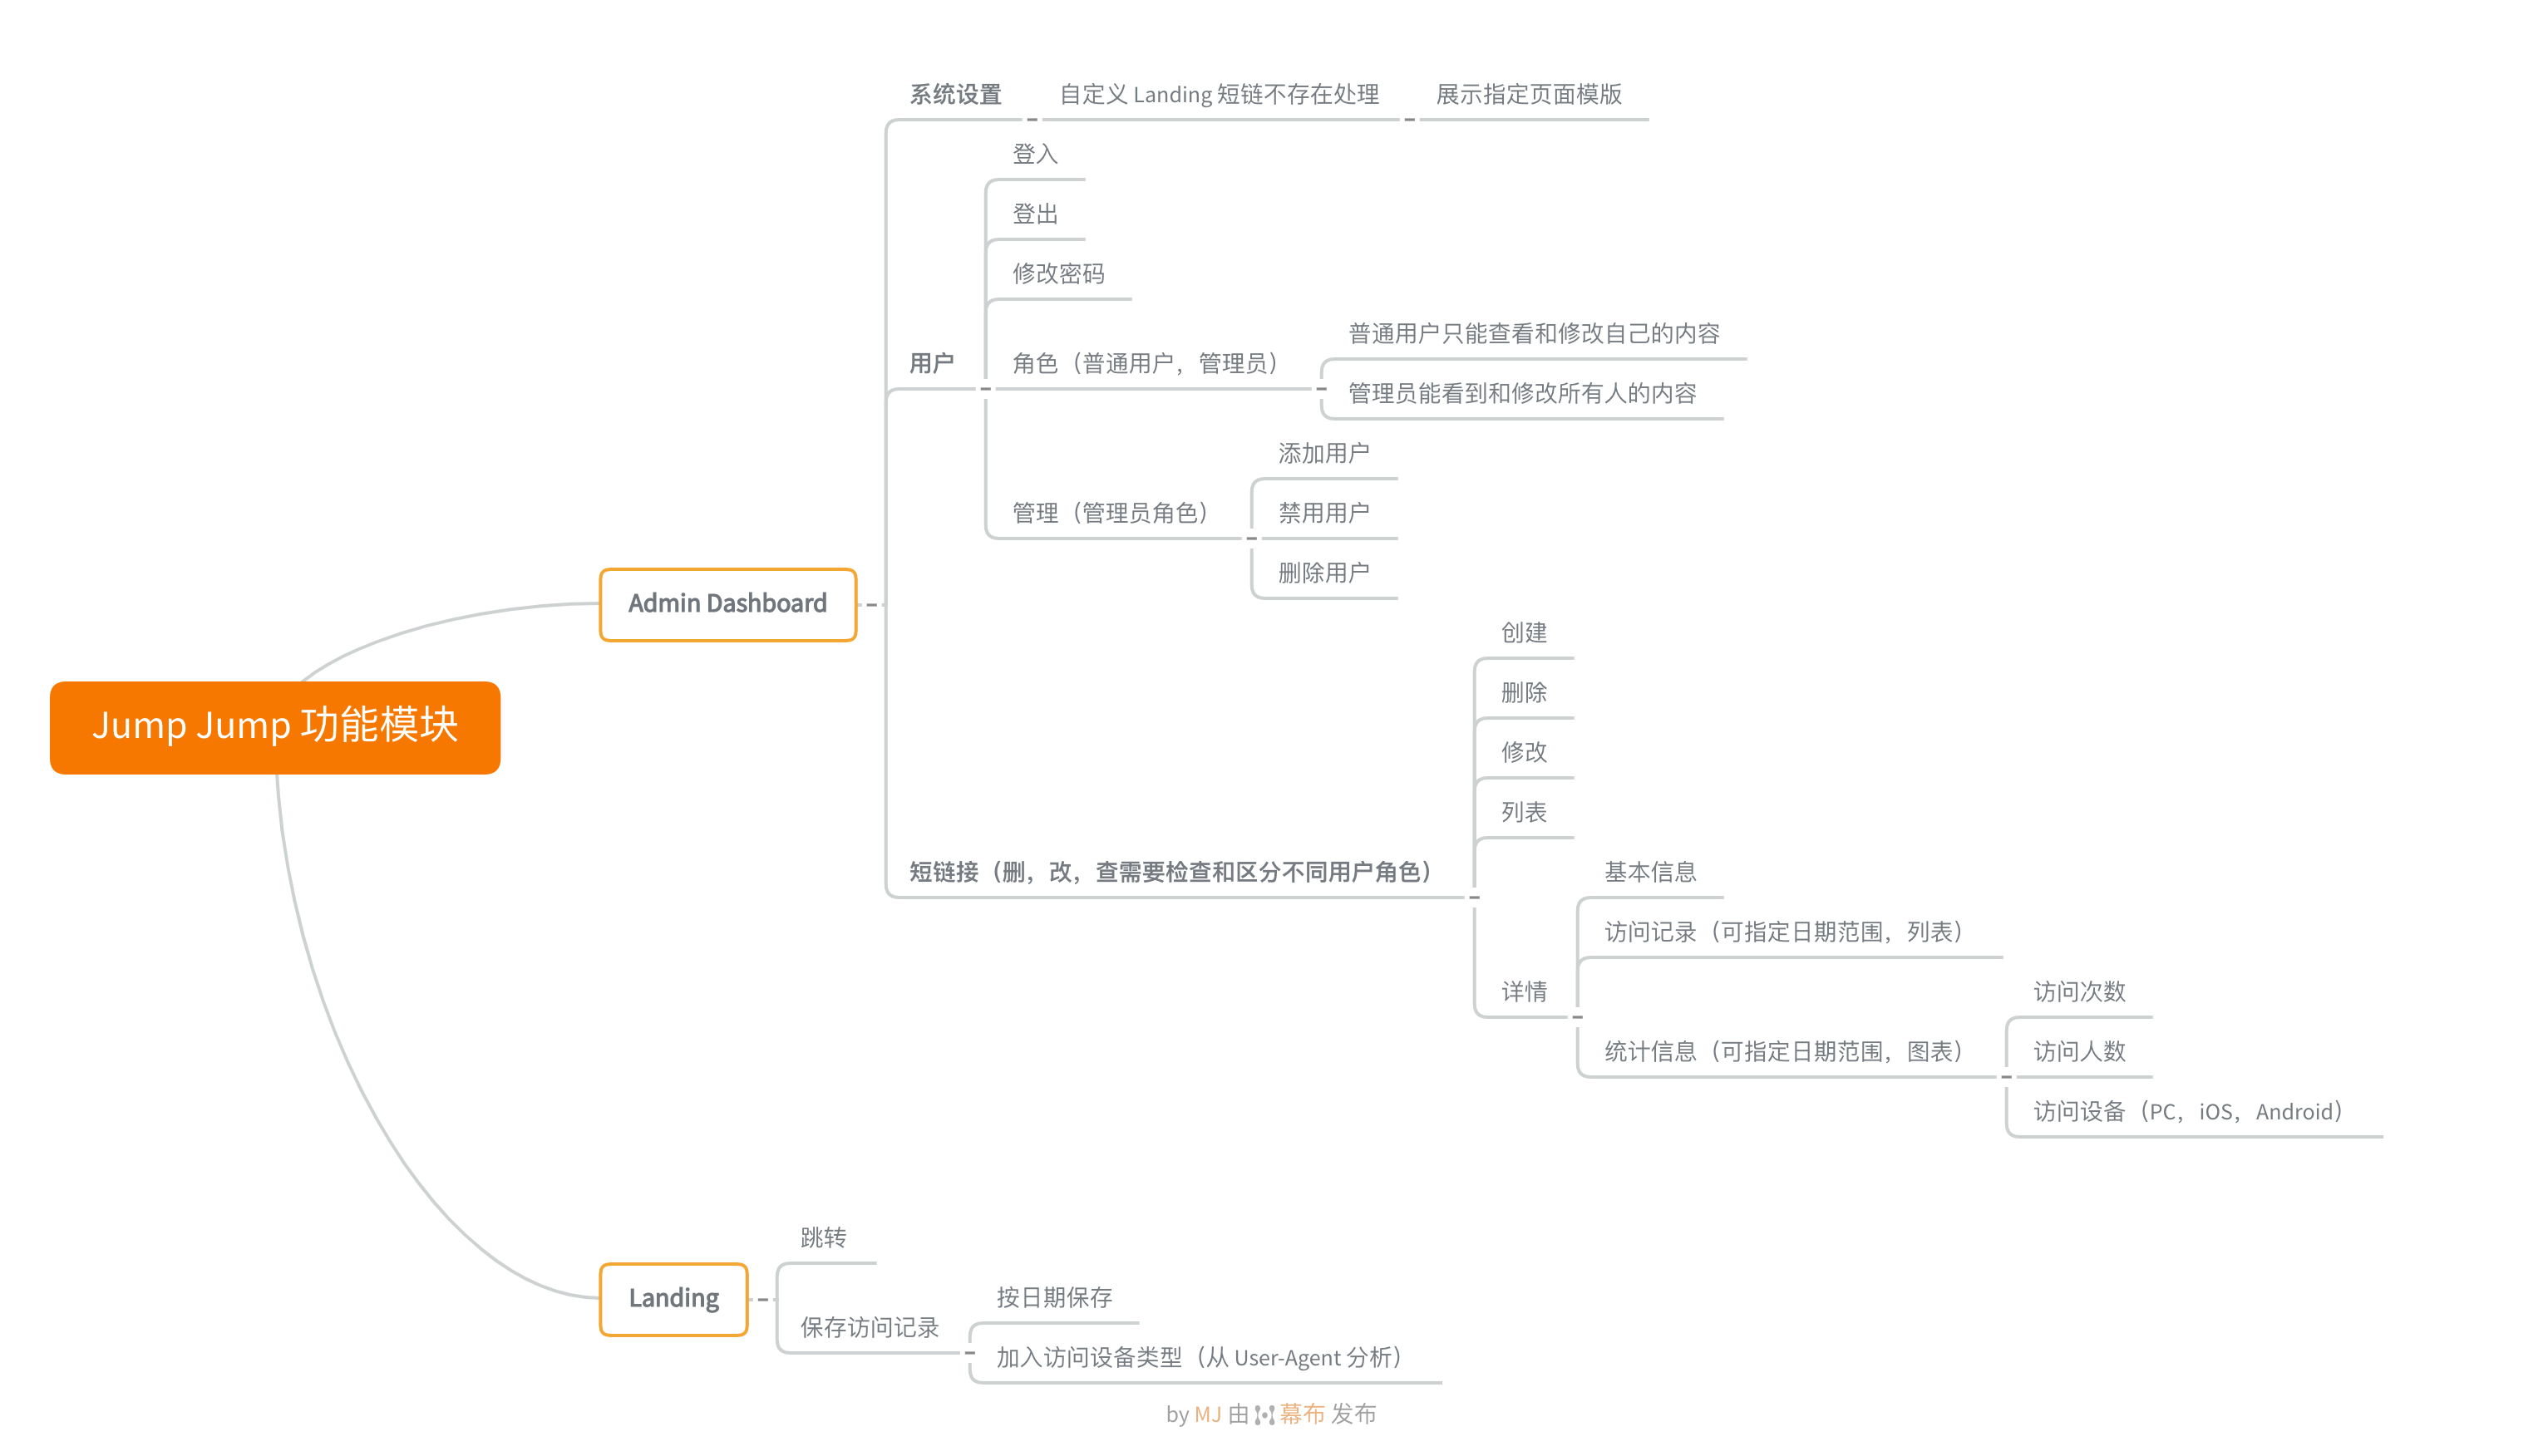 Jump Jump 功能模块
Admin Dashboard
系统设置
自定义 Landing 短链不存在处理
展示指定页面模版
用户
登入
登出
修改密码
角色（普通用户，管理员）
普通用户只能查看和修改自己的内容
管理员能看到和修改所有人的内容
管理（管理员角色）
添加用户
禁用用户
删除用户
短链接（删，改，查需要检查和区分不同用户角色）
创建
删除
修改
列表
详情
基本信息
访问记录（可指定日期范围，列表）
统计信息（可指定日期范围，图表）
访问次数
访问人数
访问设备（PC，iOS，Android）
Landing
跳转
保存访问记录
按日期保存
加入访问设备类型（从 User-Agent 分析）
by MJ 由 幕布 发布